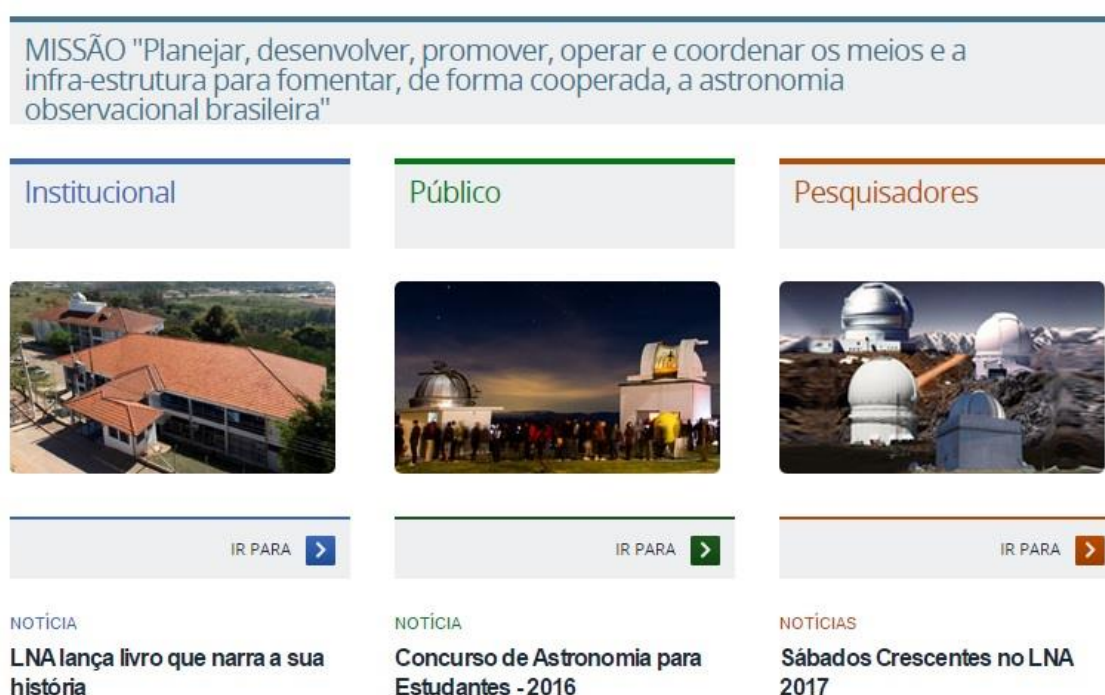 MISSÃO "Planejar, desenvolver, promover, operar e coordenar os meios e a
infra-estrutura para fomentar, de forma cooperada, a astronomia
observacional brasileira"
Institucional
Público
Pesquisadores
IR PARA
IR PARA
IR PARA
NOTÍCIA
LNA lança livro que narra a sua
história
NOTÍCIA
Concurso de Astronomia para
Estudantes - 2016
NOTÍCIAS
Sábados Crescentes no LNA
2017